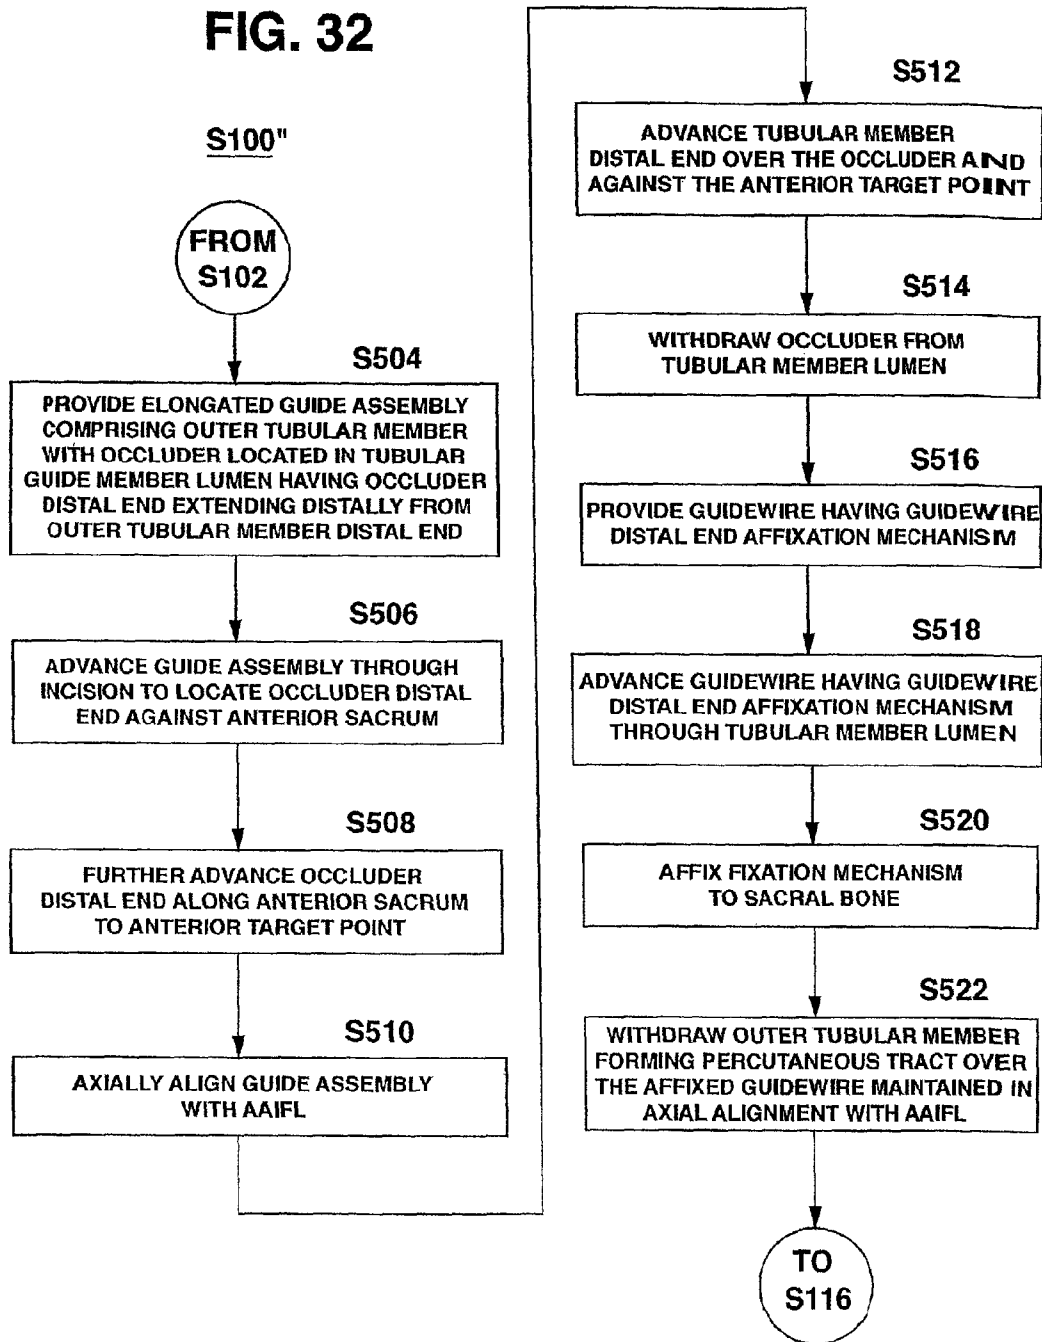 FIG. 32
S100"
FROM
S102
S504
PROVIDE ELONGATED GUIDE ASSEMBLY
COMPRISING OUTER TUBULAR MEMBER
WITH OCCLUDER LOCATED IN TUBULAR
GUIDE MEMBER LUMEN HAVING OCCLUDER
DISTAL END EXTENDING DISTALLY FROM
OUTER TUBULAR MEMBER DISTAL END
S506
ADVANCE GUIDE ASSEMBLY THROUGH
INCISION TO LOCATE OCCLUDER DISTAL
END AGAINST ANTERIOR SACRUM
S508
FURTHER ADVANCE OCCLUDER
DISTAL END ALONG ANTERIOR SACRUM
TO ANTERIOR TARGET POINT
S510
AXIALLY ALIGN GUIDE ASSEMBLY
WITH AAIFL
S512
ADVANCE TUBULAR MEMBER
DISTAL END OVER THE OCCLUDER AND
AGAINST THE ANTERIOR TARGET POINT
S514
WITHDRAW OCCLUDER FROM
TUBULAR MEMBER LUMEN
S516
PROVIDE GUIDEWIRE HAVING GUIDEWIRE
DISTAL END AFFIXATION MECHANISM
S518
ADVANCE GUIDEWIRE HAVING GUIDEWIRE
DISTAL END AFFIXATION MECHANISM
THROUGH TUBULAR MEMBER LUMEN
S520
AFFIX FIXATION MECHANISM
TO SACRAL BONE
S522
WITHDRAW OUTER TUBULAR MEMBER
FORMING PERCUTANEOUS TRACT OVER
THE AFFIXED GUIDEWIRE MAINTAINED IN
AXIAL ALIGNMENT WITH AAIFL
TO
S116